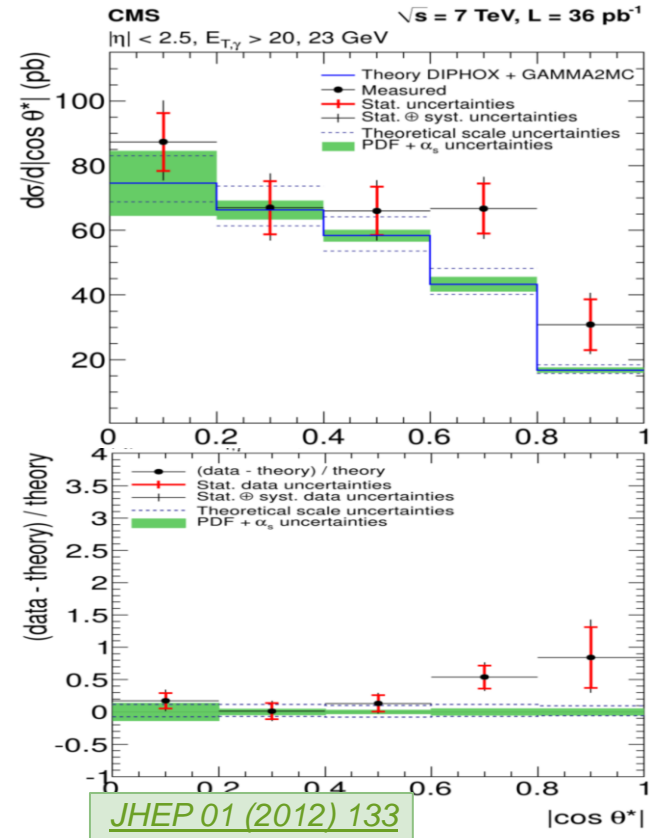 CMS √s = 7 TeV, L = 36 pb⁻¹
|η| < 2.5, E_T,γ > 20, 23 GeV
dσ/d|cos θ*| (pb)
100
80
60
40
20
Theory DIPHOX + GAMMA2MC
Measured
Stat. uncertainties
Stat. ⊕ syst. uncertainties
Theoretical scale uncertainties
PDF + α_s uncertainties
0 0.2 0.4 0.6 0.8 1
(data - theory) / theory
4
3.5
3
2.5
2
1.5
1
0.5
0
-0.5
-1
(data - theory) / theory
Stat. data uncertainties
Stat. ⊕ syst. data uncertainties
Theoretical scale uncertainties
PDF + α_s uncertainties
0 0.2 0.4 0.6 0.8 1
|cos θ*|
JHEP 01 (2012) 133